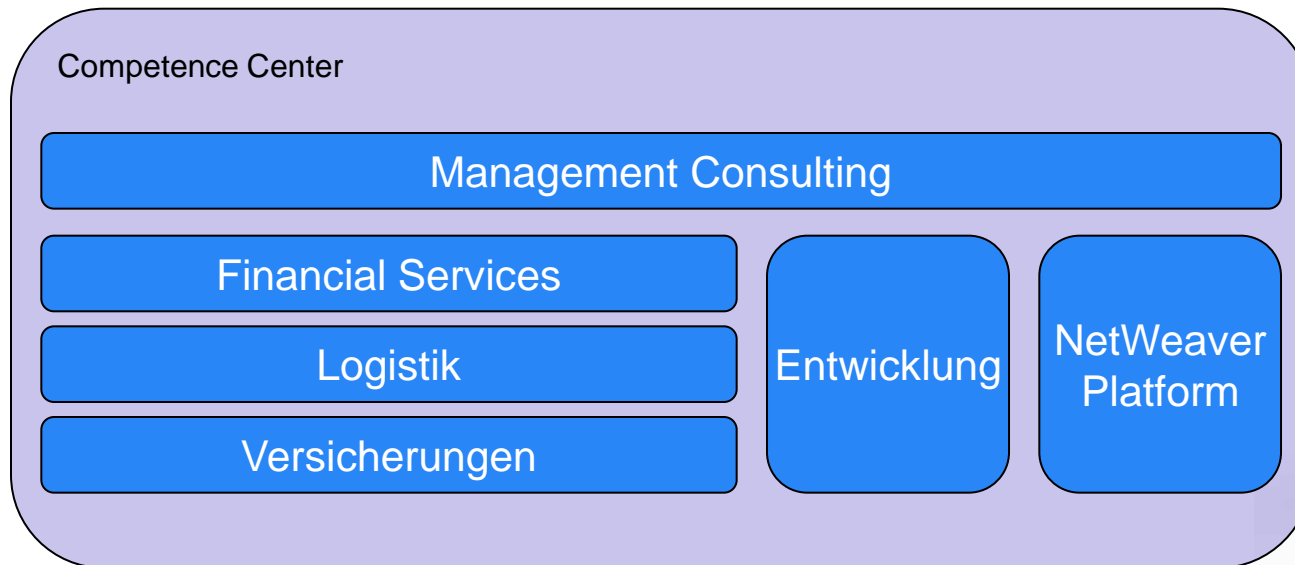 Competence Center
Management Consulting
Financial Services
Logistik
Versicherungen
Entwicklung
NetWeaver
Platform